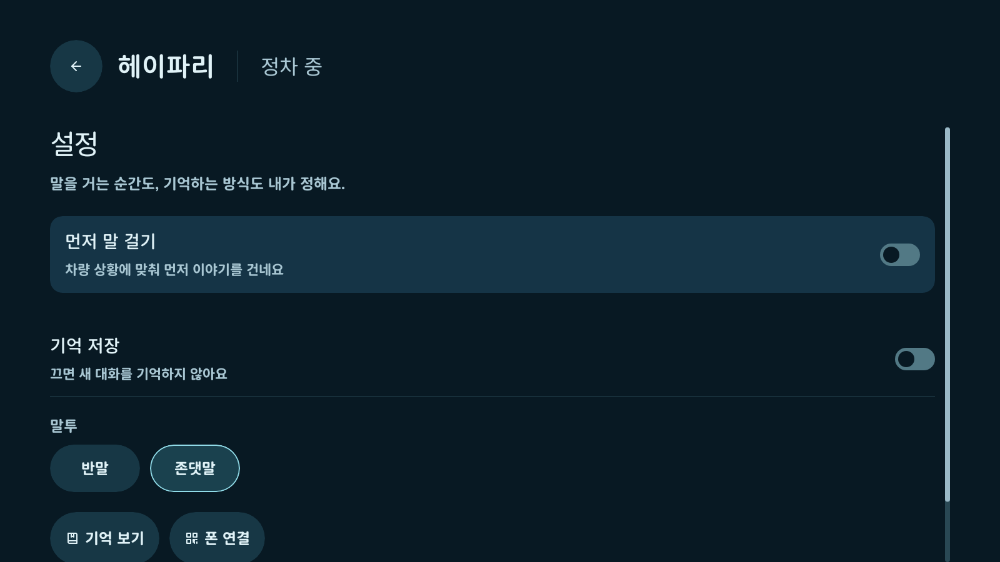 헤이파리
정차 중
설정
말을 거는 순간도, 기억하는 방식도 내가 정해요.
먼저 말 걸기
차량 상황에 맞춰 먼저 이야기를 건네요
기억 저장
끄면 새 대화를 기억하지 않아요
말투
반말
존댓말
기억 보기
폰 연결